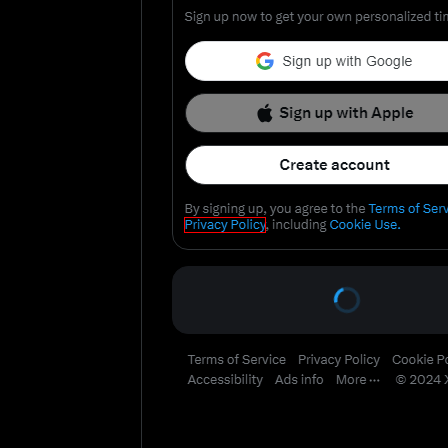 Sign up now to get your own personalized
Sign up with Google
Sign up with Apple
Create account
By signing up, you agree to the Terms of
Privacy Policy, including Cookie Use.
Terms of Service Privacy Policy Cookie
Accessibility Ads info More ··· © 2024